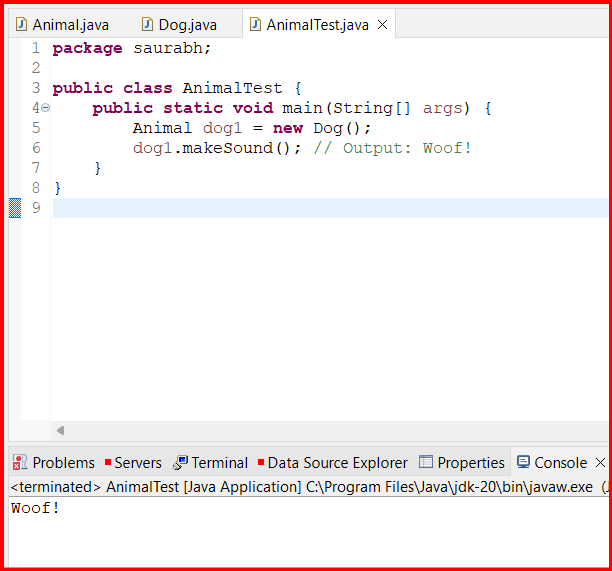 Animal.java Dog.java AnimalTest.java
1 package saurabh;
2
3 public class AnimalTest {
4 public static void main(String[] args) {
5 Animal dog1 = new Dog();
6 dog1.makeSound(); // Output: Woof!
7 }
8 }
9
Problems Servers Terminal Data Source Explorer Properties Console
<terminated> AnimalTest [Java Application] C:\Program Files\Java\jdk-20\bin\javaw.exe (J
Woof!